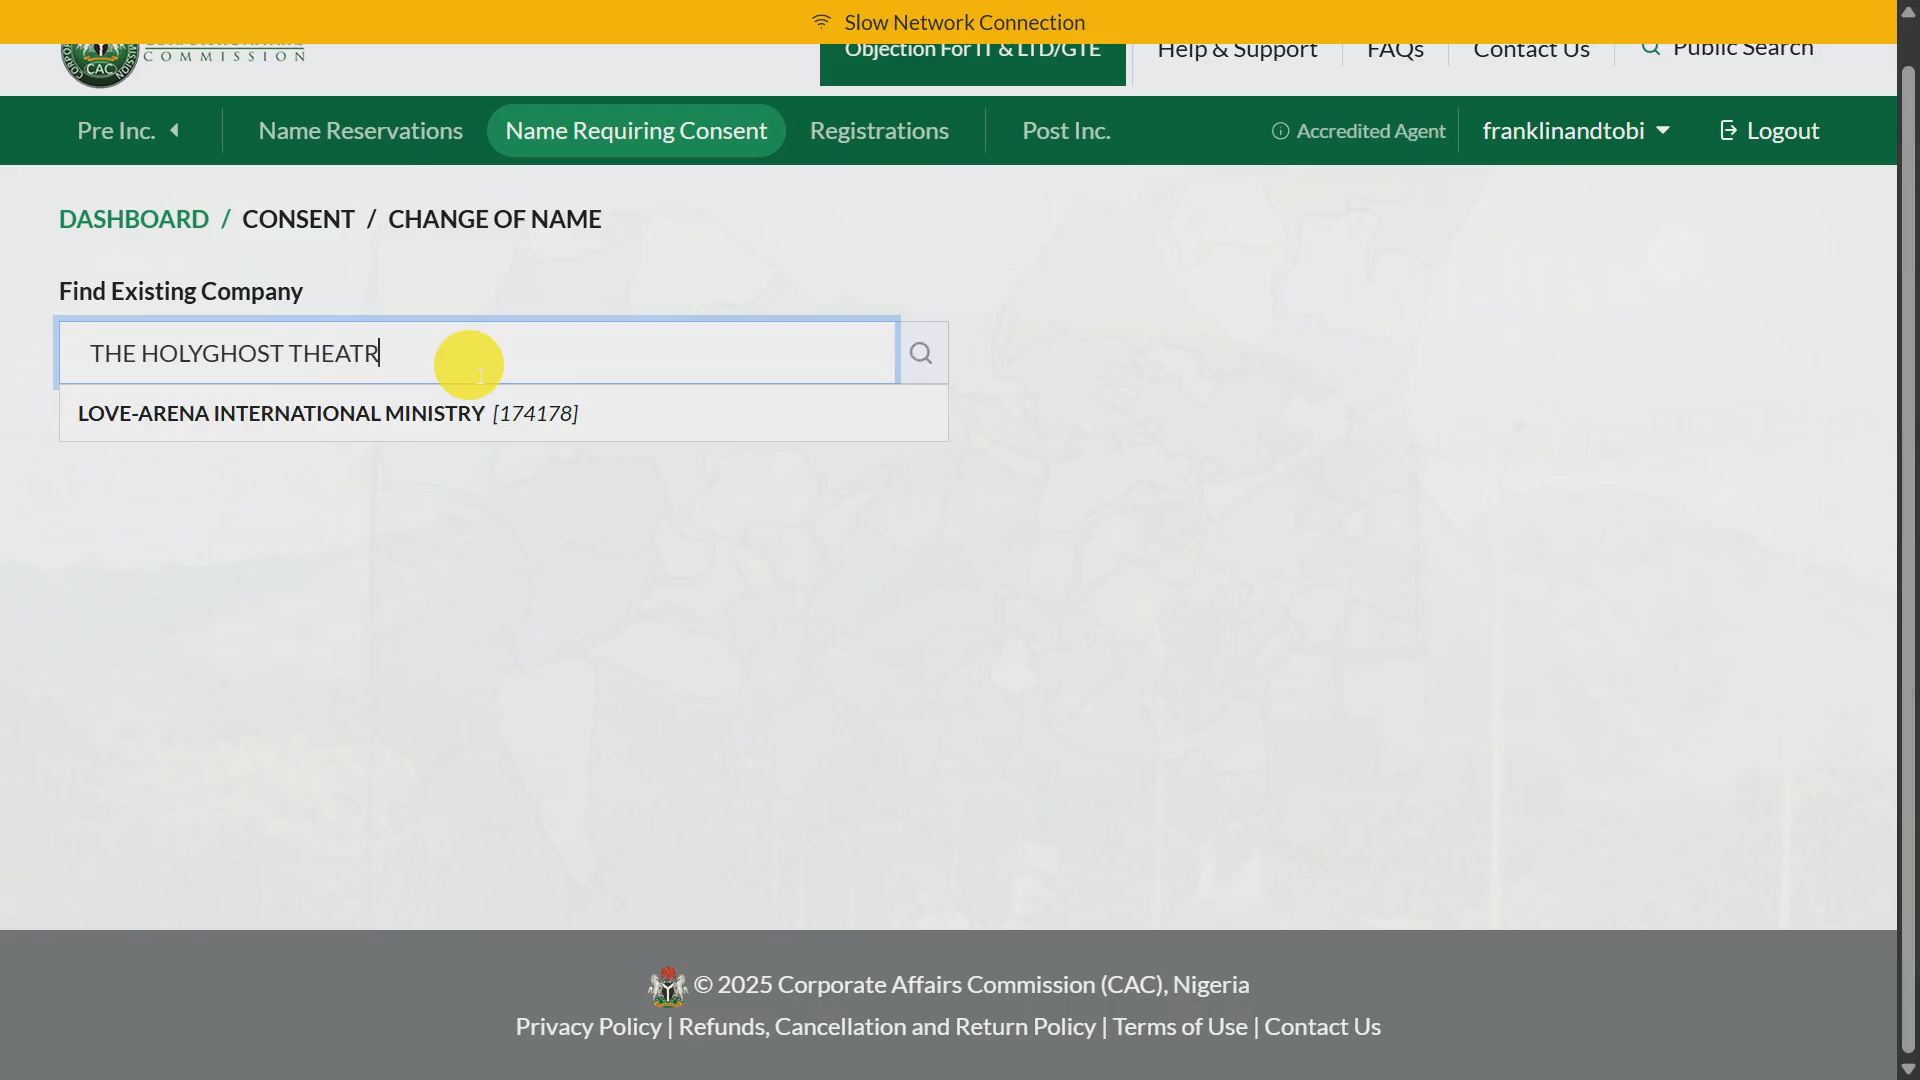 Slow Network Connection
COMMISSION
CAC
Objection For IT & LTD/GTE
Help & Support
FAQs
Contact Us
Public Search
Pre Inc.
Name Reservations
Name Requiring Consent
Registrations
Post Inc.
Accredited Agent
franklinandtobi
Logout
DASHBOARD / CONSENT / CHANGE OF NAME
Find Existing Company
THE HOLYGHOST THEATR
LOVE-ARENA INTERNATIONAL MINISTRY [174178]
© 2025 Corporate Affairs Commission (CAC), Nigeria
Privacy Policy | Refunds, Cancellation and Return Policy | Terms of Use | Contact Us